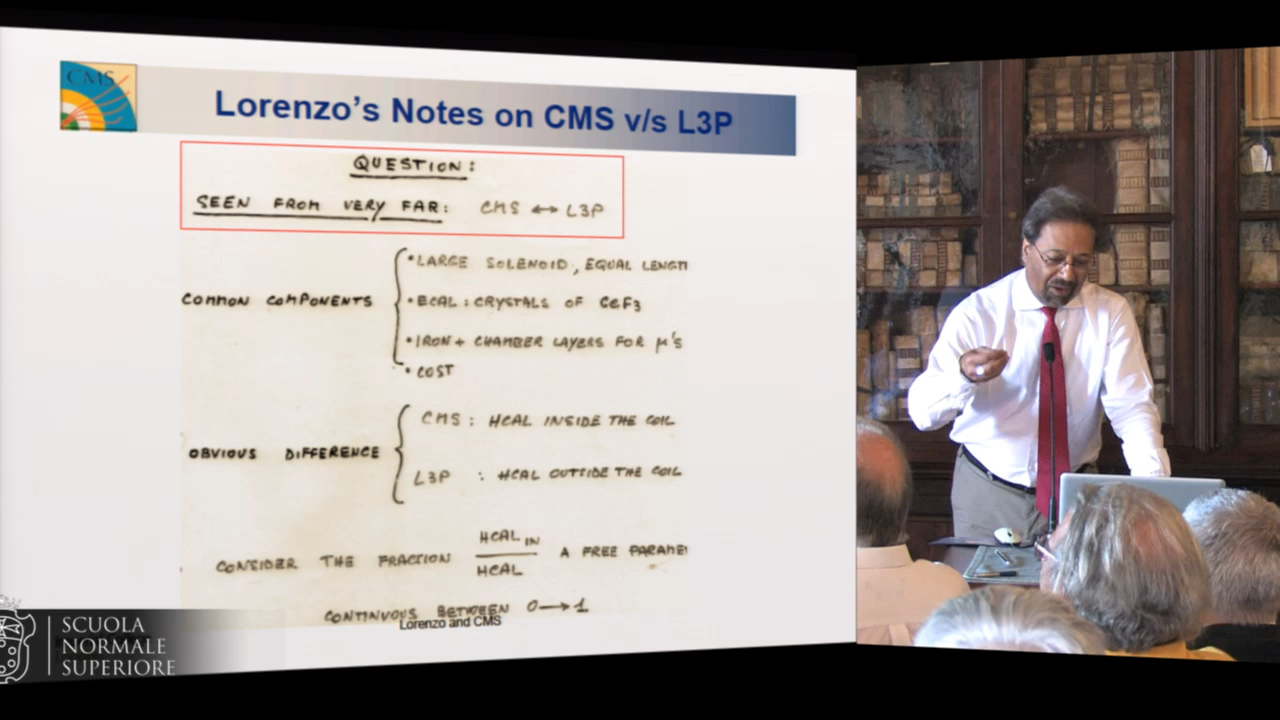 CMS
Lorenzo's Notes on CMS v/s L3P
QUESTION:
SEEN FROM VERY FAR: CMS ↔ L3P
COMMON COMPONENTS
• LARGE SOLENOID, EQUAL LENGTH
• ECAL: CRYSTALS OF CeF3
• IRON + CHAMBER LAYERS FOR μ's
• COST
OBVIOUS DIFFERENCE
CMS : HCAL INSIDE THE COIL
L3P : HCAL OUTSIDE THE COIL
CONSIDER THE FRACTION HCAL IN / HCAL A FREE PARAME
CONTINUOUS BETWEEN 0→1
Lorenzo and CMS
SCUOLA
NORMALE
SUPERIORE